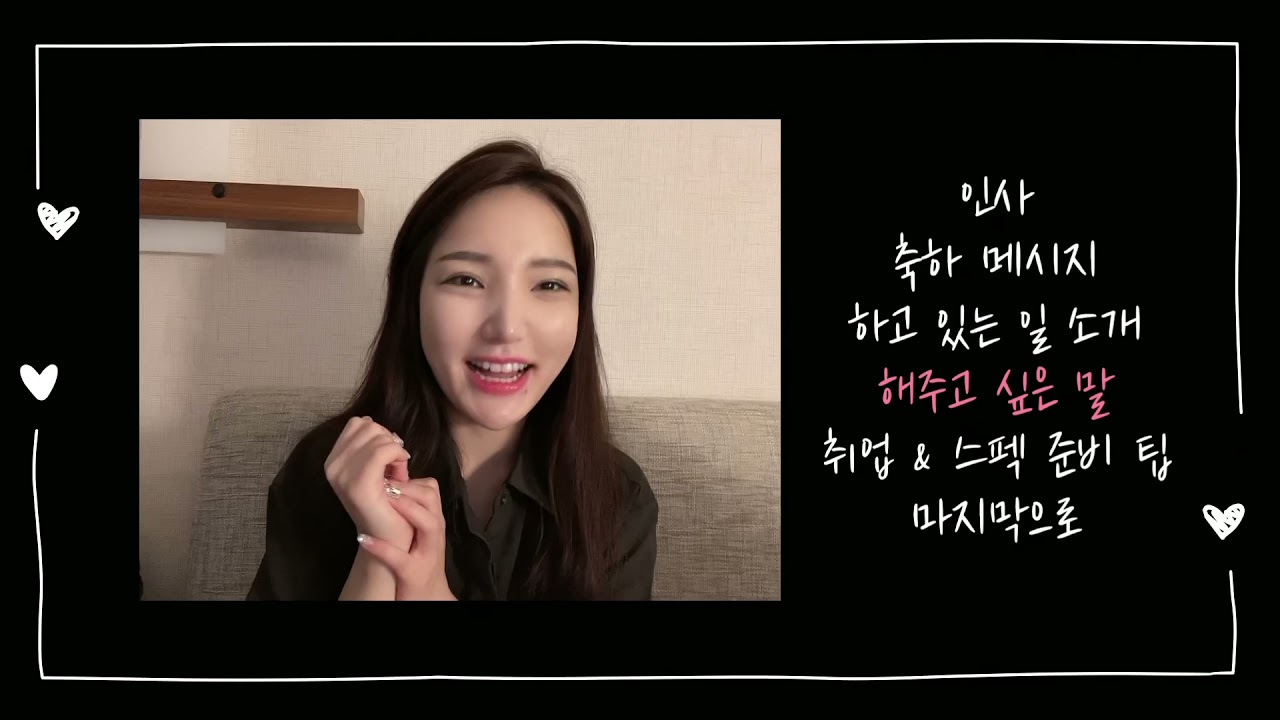 인사
축하 메시지
하고 있는 일 소개
해주고 싶은 말
취업 & 스펙 준비 팁
마지막으로